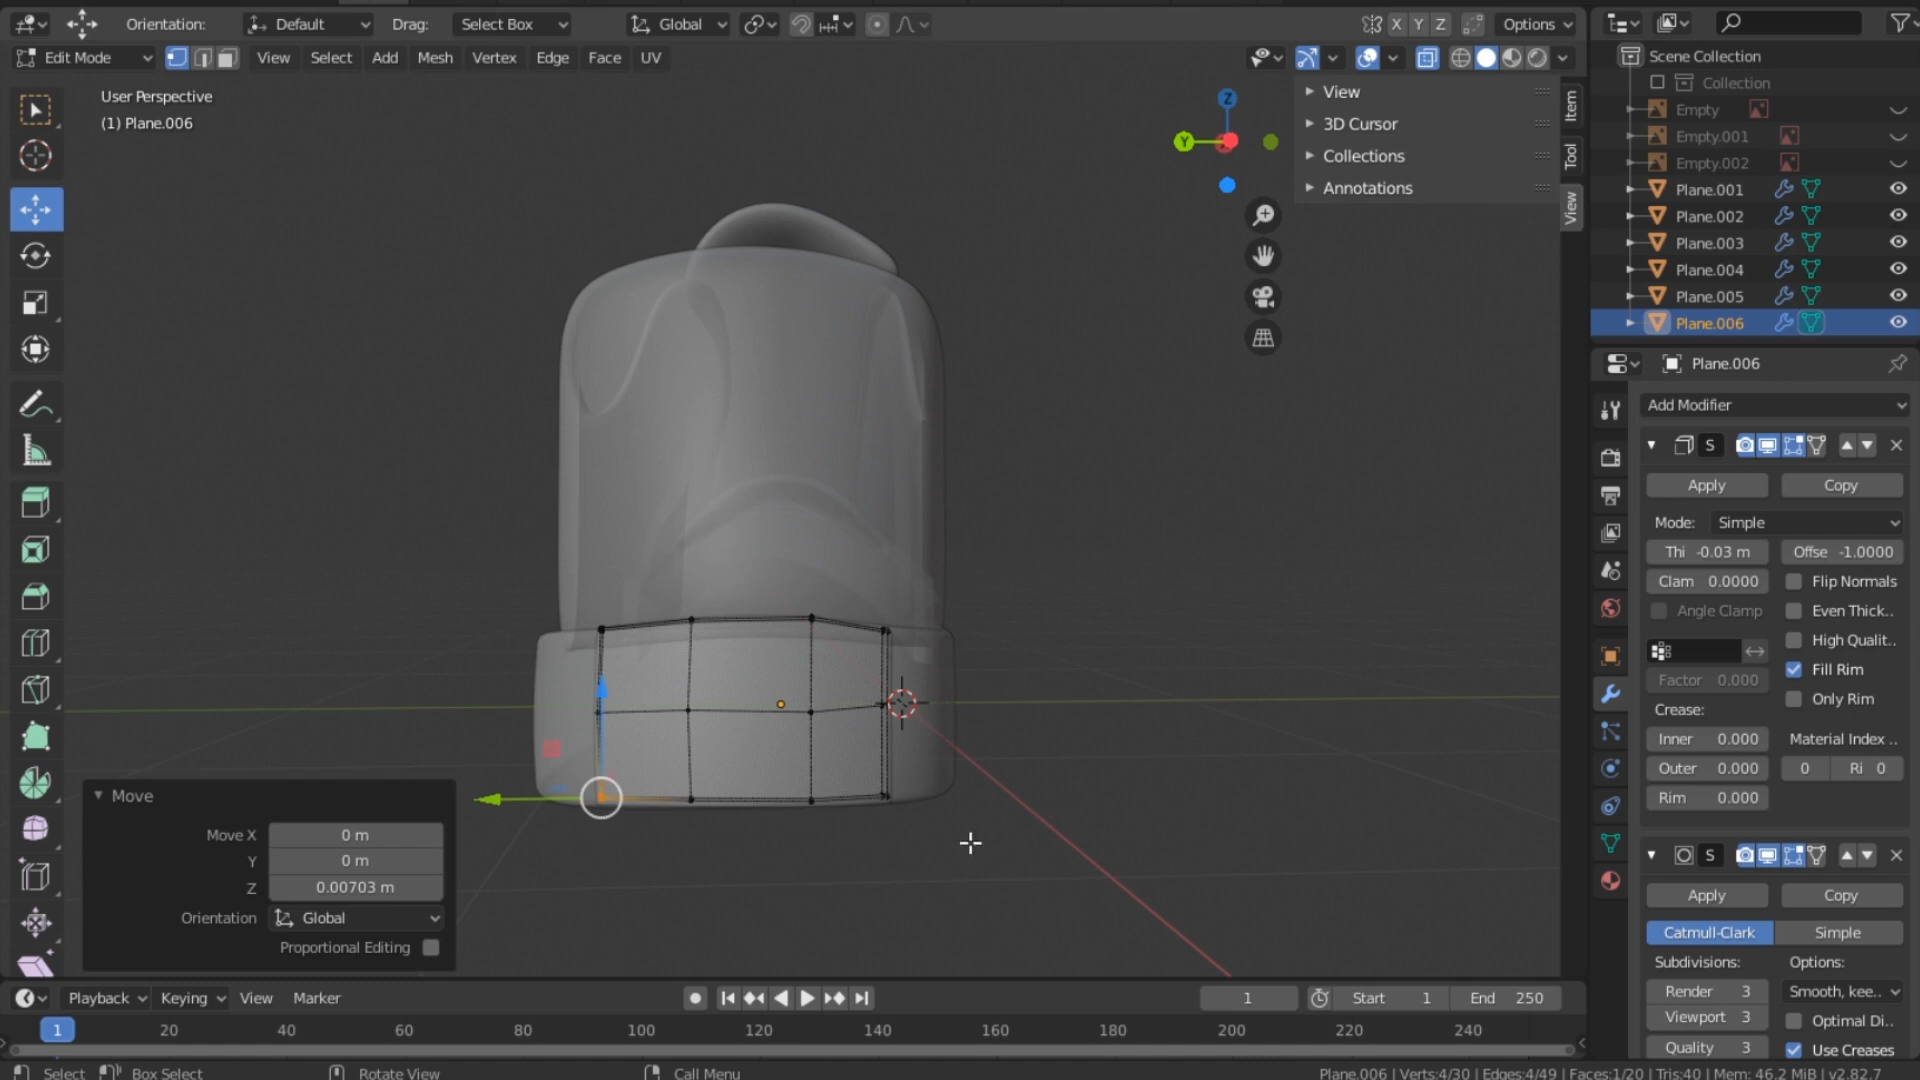 Orientation: Default Drag: Select Box Global X Y Z Options
Edit Mode View Select Add Mesh Vertex Edge Face UV
User Perspective
(1) Plane.006
Z
Y
View
3D Cursor
Collections
Annotations
Item
Tool
View
Scene Collection
Collection
Empty
Empty.001
Empty.002
Plane.001
Plane.002
Plane.003
Plane.004
Plane.005
Plane.006
Plane.006
Add Modifier
S
Apply Copy
Mode: Simple
Thi -0.03 m Offse -1.0000
Clam 0.0000 Flip Normals
Angle Clamp Even Thick..
High Qualit..
Fill Rim
Factor 0.000 Only Rim
Crease:
Inner 0.000 Material Index ..
Outer 0.000 0 Ri 0
Rim 0.000
S
Apply Copy
Catmull-Clark Simple
Subdivisions: Options:
Render 3 Smooth, kee..
Viewport 3 Optimal Di..
Quality 3 Use Creases
Move
Move X 0 m
Y 0 m
Z 0.00703 m
Orientation Global
Proportional Editing
Playback Keying View Marker 1 Start 1 End 250
1 20 40 60 80 100 120 140 160 180 200 220 240
Select Box Select Rotate View Call Menu Plane.006 | Verts:4/30 | Edges:4/49 | Faces:1/20 | Tris:40 | Mem: 46.2 MiB | v2.82.7